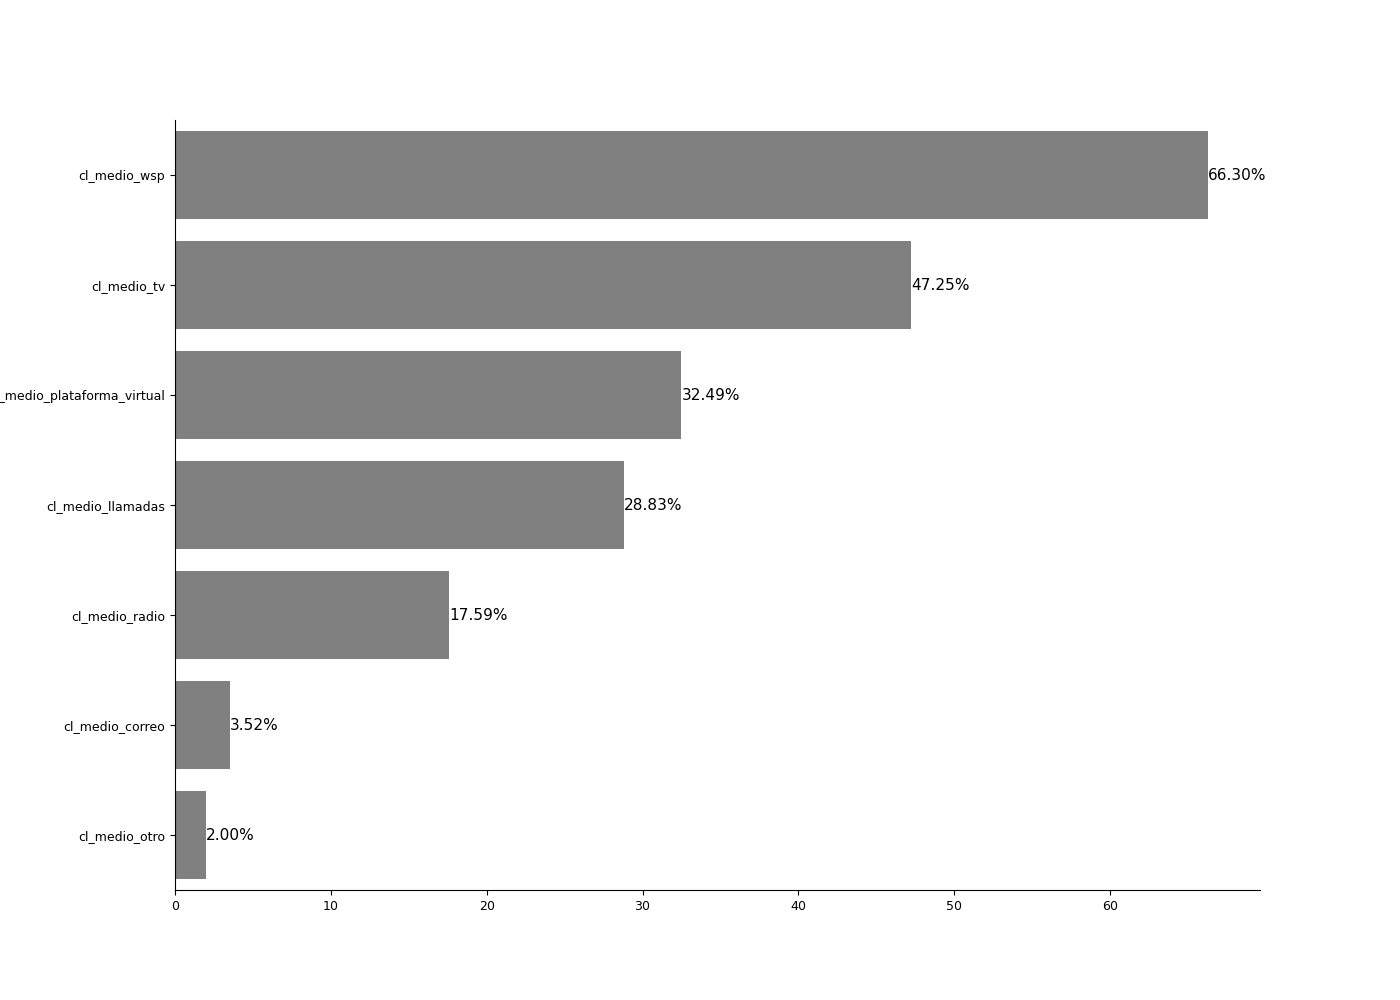 cl_medio_wsp 66.30%
cl_medio_tv 47.25%
_medio_plataforma_virtual 32.49%
cl_medio_llamadas 28.83%
cl_medio_radio 17.59%
cl_medio_correo 3.52%
cl_medio_otro 2.00%
0 10 20 30 40 50 60